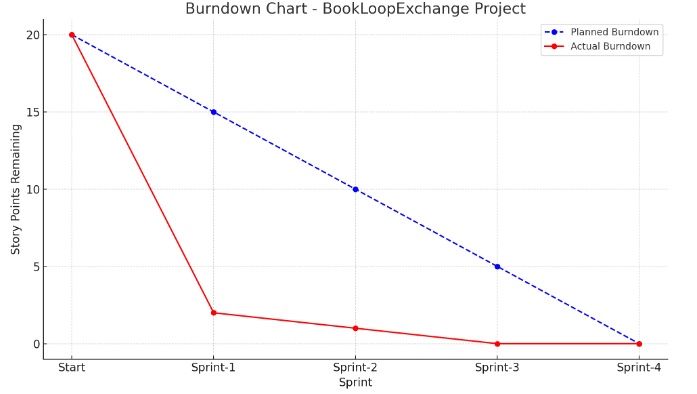 Burndown Chart - BookLoopExchange Project
Planned Burndown
Actual Burndown
Story Points Remaining
20
15
10
5
0
Start
Sprint-1
Sprint-2
Sprint-3
Sprint-4
Sprint